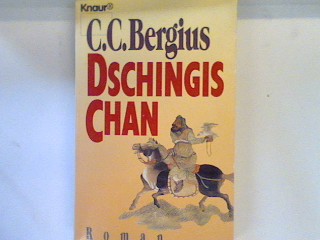 Knaur®
C.C.Bergius
DSCHINGIS
CHAN
Roman